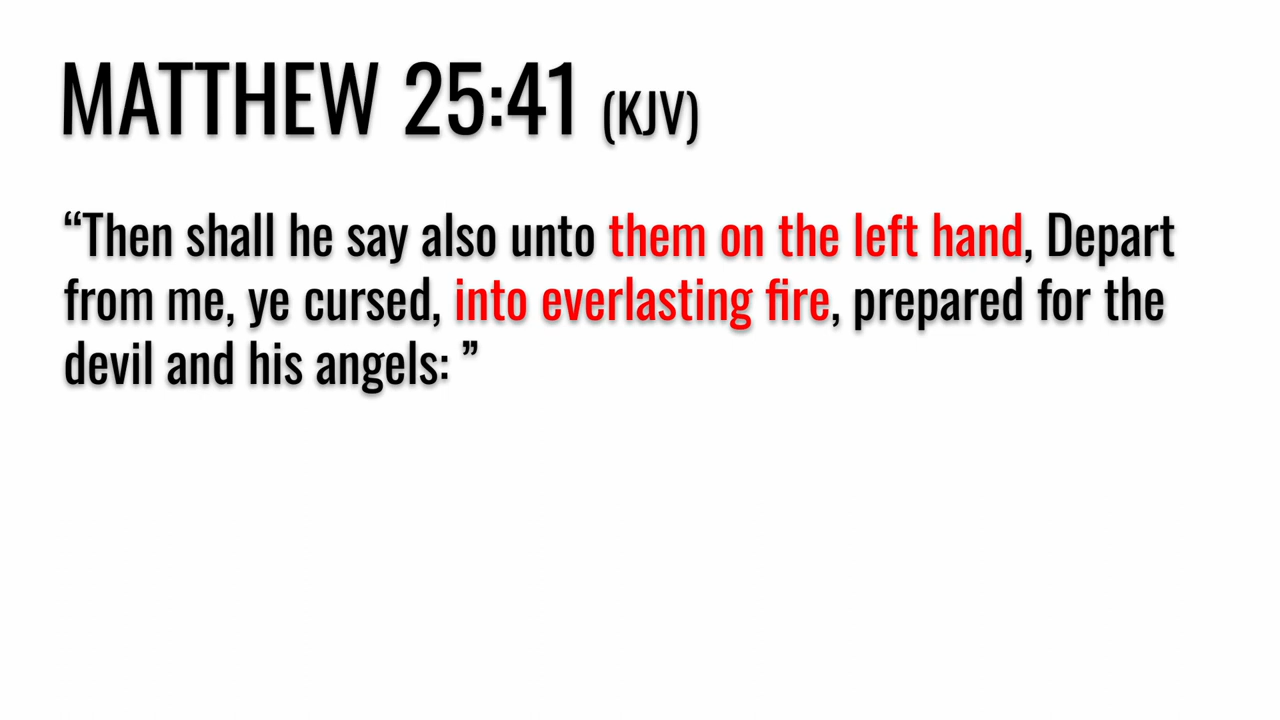 MATTHEW 25:41 (KJV)
“Then shall he say also unto them on the left hand, Depart
from me, ye cursed, into everlasting fire, prepared for the
devil and his angels: ”